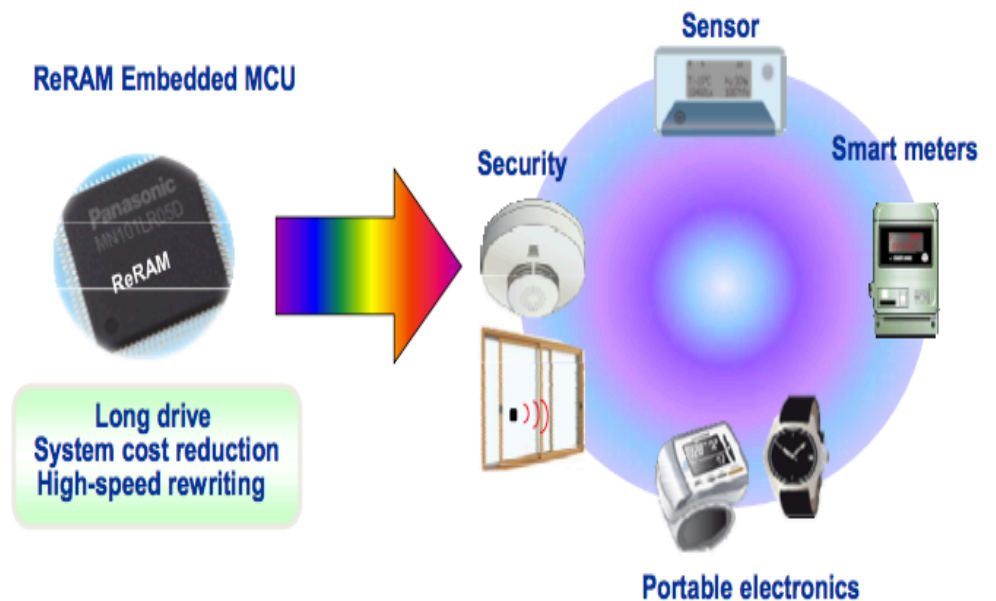 Sensor
ReRAM Embedded MCU
Smart meters
Security
Panasonic
MN101LR05D
ReRAM
Long drive
System cost reduction
High-speed rewriting
Portable electronics